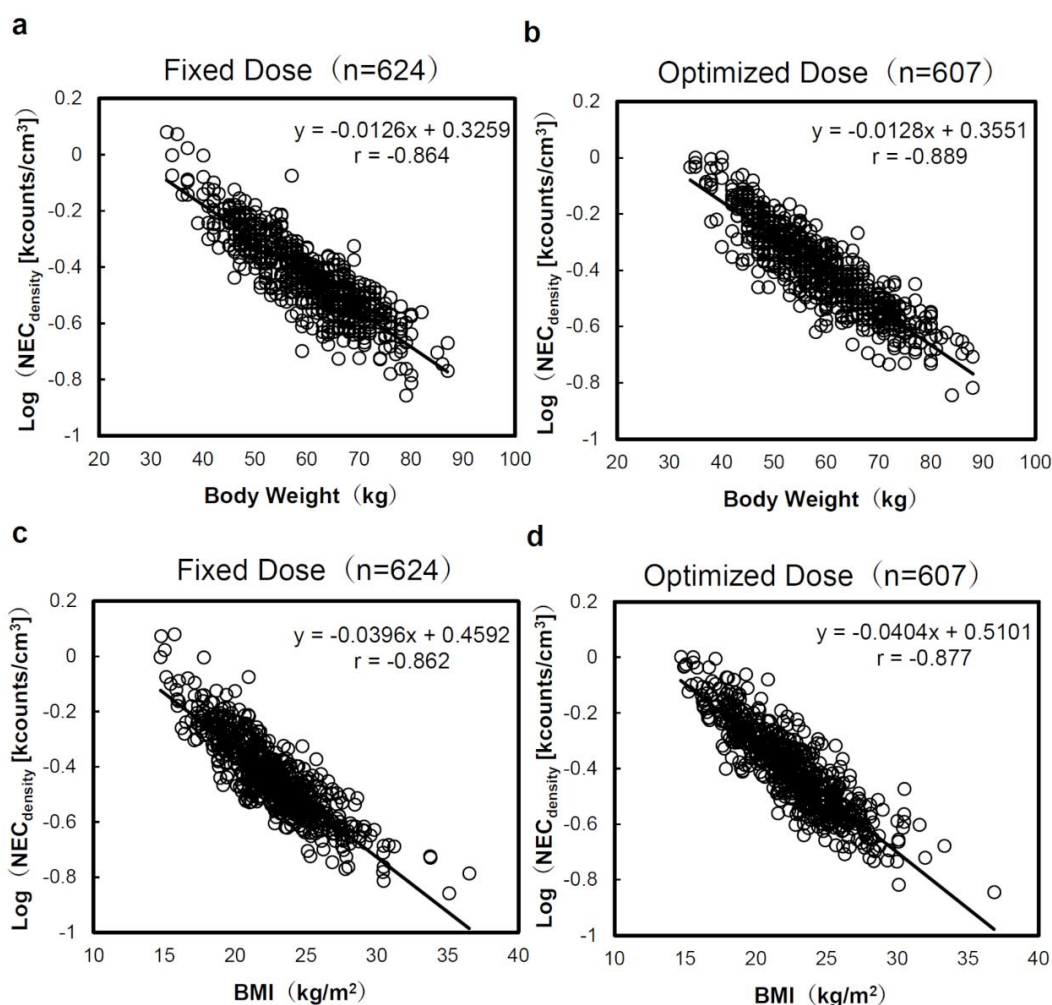 a
Fixed Dose（n=624）
y = -0.0126x + 0.3259
r = -0.864
Log（NECdensity [kcounts/cm³]）
0.2
0
-0.2
-0.4
-0.6
-0.8
-1
20 30 40 50 60 70 80 90 100
Body Weight（kg）
b
Optimized Dose（n=607）
y = -0.0128x + 0.3551
r = -0.889
Log（NECdensity [kcounts/cm³]）
0.2
0
-0.2
-0.4
-0.6
-0.8
-1
20 30 40 50 60 70 80 90 100
Body Weight（kg）
c
Fixed Dose（n=624）
y = -0.0396x + 0.4592
r = -0.862
Log（NECdensity [kcounts/cm³]）
0.2
0
-0.2
-0.4
-0.6
-0.8
-1
10 15 20 25 30 35 40
BMI（kg/m²）
d
Optimized Dose（n=607）
y = -0.0404x + 0.5101
r = -0.877
Log（NECdensity [kcounts/cm³]）
0.2
0
-0.2
-0.4
-0.6
-0.8
-1
10 15 20 25 30 35 40
BMI（kg/m²）